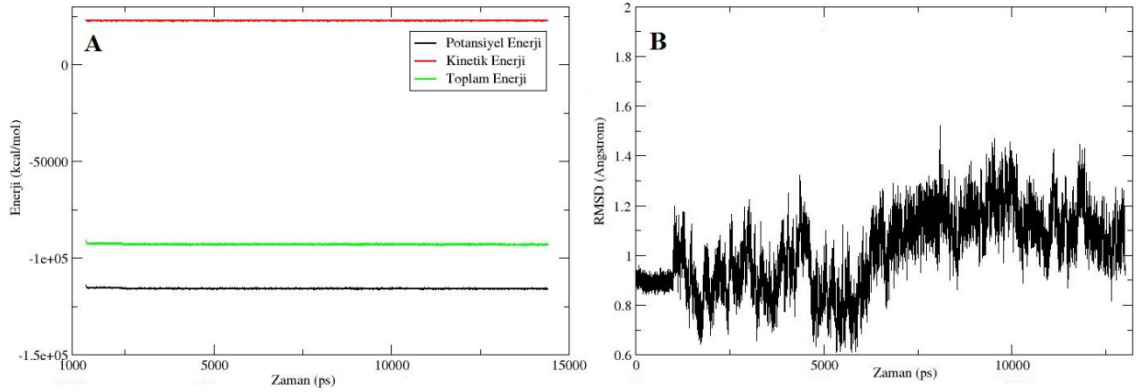 A
Potansiyel Enerji
Kinetik Enerji
Toplam Enerji
0
-50000
-1e+05
-1.5e+05
Enerji (kcal/mol)
1000
5000
10000
15000
Zaman (ps)
B
2
1.8
1.6
1.4
1.2
1
0.8
0.6
RMSD (Angstrom)
0
5000
10000
Zaman (ps)